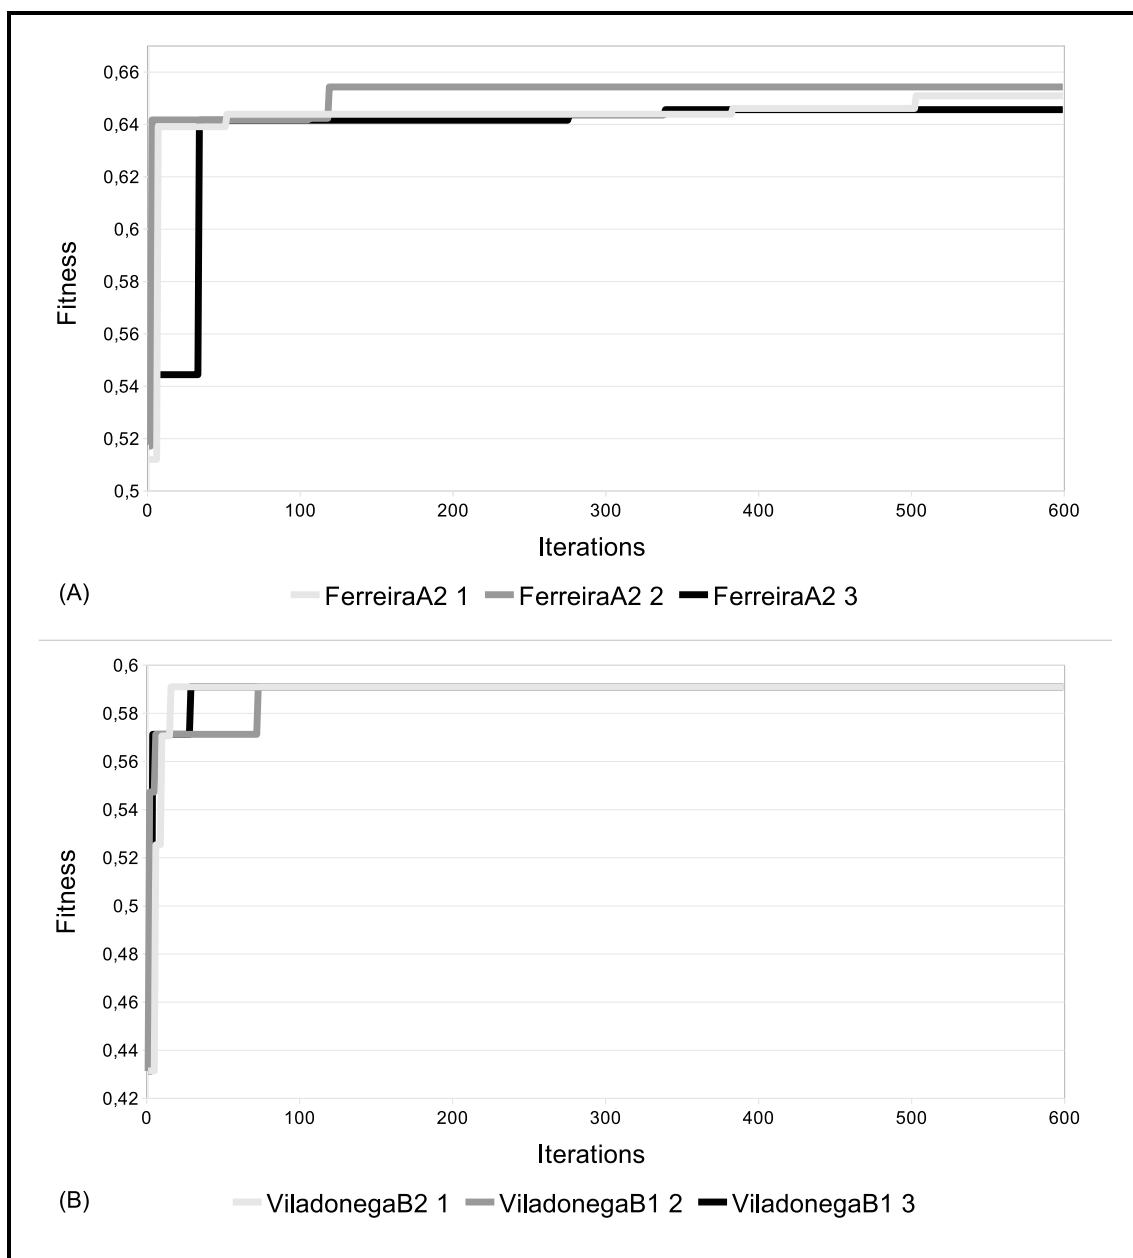 0,66
0,64
0,62
0,6
0,58
0,56
0,54
0,52
0,5
Fitness
0 100 200 300 400 500 600
Iterations
(A) FerreiraA2 1 FerreiraA2 2 FerreiraA2 3
0,6
0,58
0,56
0,54
0,52
0,5
0,48
0,46
0,44
0,42
Fitness
0 100 200 300 400 500 600
Iterations
(B) ViladonegaB2 1 ViladonegaB1 2 ViladonegaB1 3